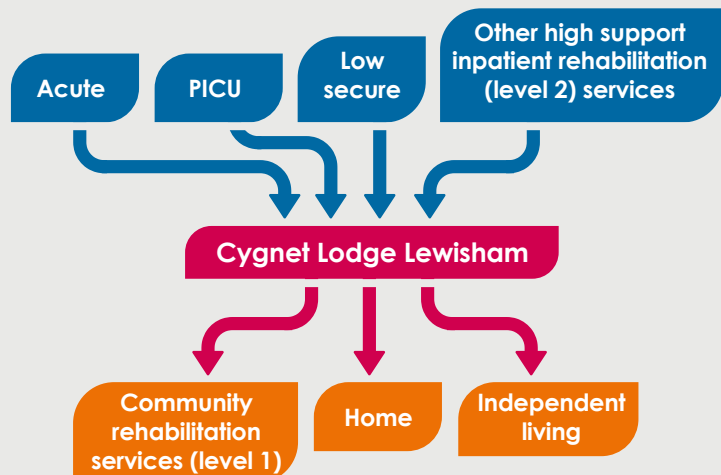 Acute
PICU
Low
secure
Other high support
inpatient rehabilitation
(level 2) services
Cygnet Lodge Lewisham
Community
rehabilitation
services (level 1)
Home
Independent
living